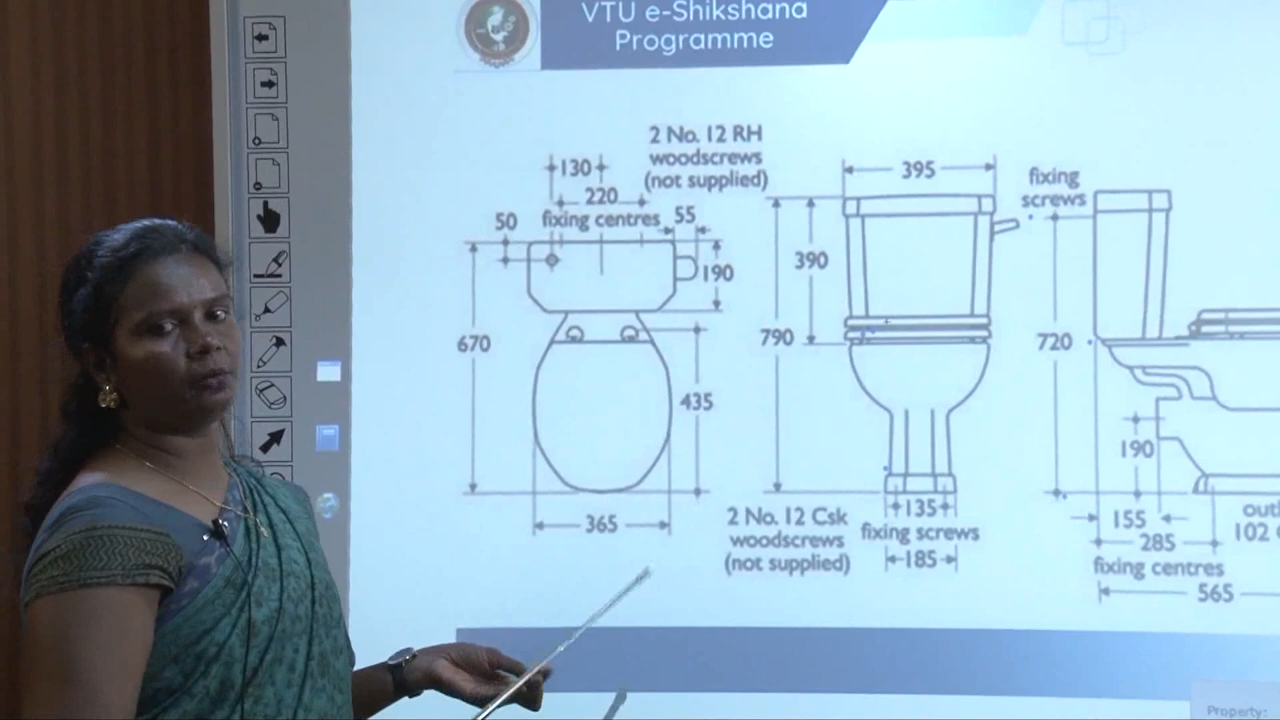 VTU e-Shikshana
Programme
2 No. 12 RH
woodscrews
(not supplied)
130
220
50
fixing centres
55
190
670
435
365
395
390
790
2 No. 12 Csk
woodscrews
(not supplied)
135
fixing screws
185
fixing
screws
720
190
155
285
102
fixing centres
565
Property: